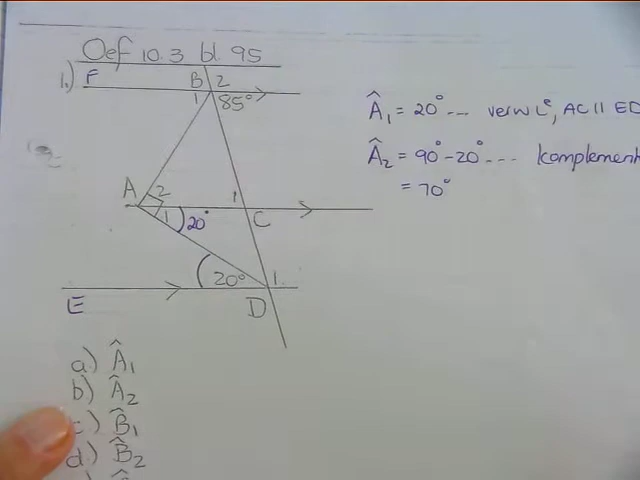 Oef 10.3 bl 95
1.) F B 2
1 85°
A 2 1
1 20° C
20° 1
E D
a) Â1
b) Â2
c) B̂1
d) B̂2
Â1 = 20° ... verw Le, AC || ED
Â2 = 90° - 20° ... komplement
= 70°